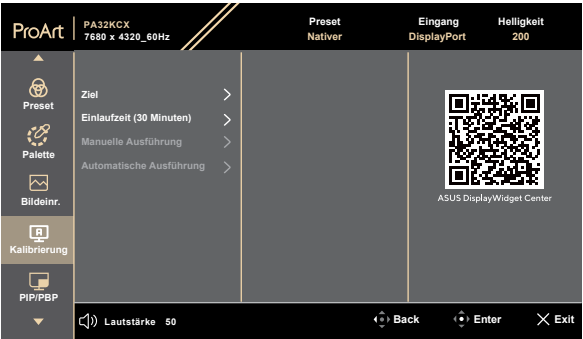 ProArt
PA32KCX
7680 x 4320_60Hz
Preset
Nativer
Eingang
DisplayPort
Helligkeit
200
Preset
Palette
Bildeinr.
Kalibrierung
PIP/PBP
Ziel
Einlaufzeit (30 Minuten)
Manuelle Ausführung
Automatische Ausführung
ASUS DisplayWidget Center
Lautstärke 50
Back
Enter
Exit